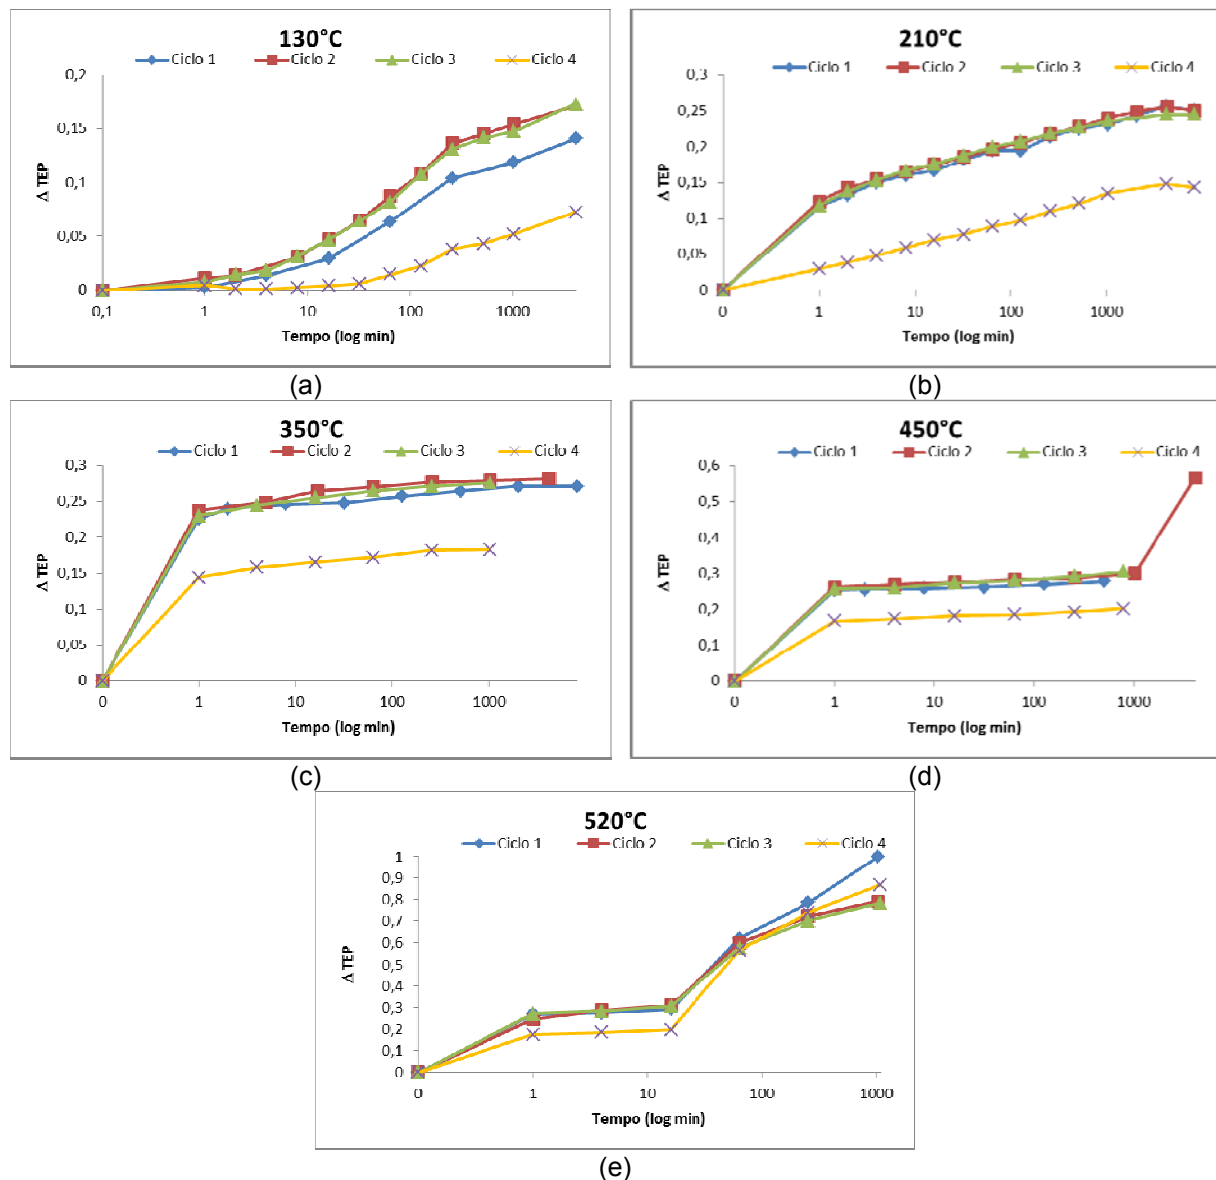 130°C
Ciclo 1 Ciclo 2 Ciclo 3 Ciclo 4
0,2
0,15
0,1
0,05
0
Δ TEP
0,1 1 10 100 1000
Tempo (log min)
(a)
210°C
Ciclo 1 Ciclo 2 Ciclo 3 Ciclo 4
0,3
0,25
0,2
0,15
0,1
0,05
0
Δ TEP
0 1 10 100 1000
Tempo (log min)
(b)
350°C
Ciclo 1 Ciclo 2 Ciclo 3 Ciclo 4
0,3
0,25
0,2
0,15
0,1
0,05
0
Δ TEP
0 1 10 100 1000
Tempo (log min)
(c)
450°C
Ciclo 1 Ciclo 2 Ciclo 3 Ciclo 4
0,6
0,5
0,4
0,3
0,2
0,1
0
Δ TEP
0 1 10 100 1000
Tempo (log min)
(d)
520°C
Ciclo 1 Ciclo 2 Ciclo 3 Ciclo 4
1
0,9
0,8
0,7
0,6
0,5
0,4
0,3
0,2
0,1
0
Δ TEP
0 1 10 100 1000
Tempo (log min)
(e)